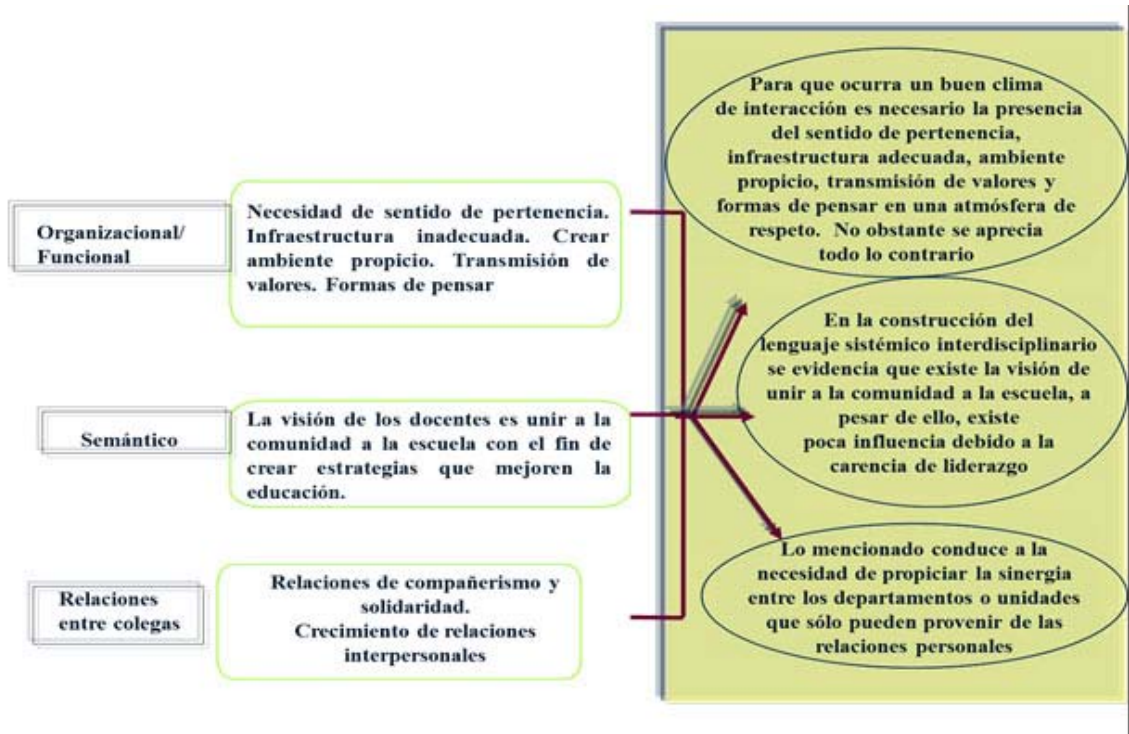 Organizacional/
Funcional
Necesidad de sentido de pertenencia.
Infraestructura inadecuada. Crear
ambiente propicio. Transmisión de
valores. Formas de pensar
Semántico
La visión de los docentes es unir a la
comunidad a la escuela con el fin de
crear estrategias que mejoren la
educación.
Relaciones
entre colegas
Relaciones de compañerismo y
solidaridad.
Crecimiento de relaciones
interpersonales
Para que ocurra un buen clima
de interacción es necesario la presencia
del sentido de pertenencia,
infraestructura adecuada, ambiente
propicio, transmisión de valores y
formas de pensar en una atmósfera de
respeto. No obstante se aprecia
todo lo contrario
En la construcción del
lenguaje sistémico interdisciplinario
se evidencia que existe la visión de
unir a la comunidad a la escuela, a
pesar de ello, existe
poca influencia debido a la
carencia de liderazgo
Lo mencionado conduce a la
necesidad de propiciar la sinergia
entre los departamentos o unidades
que sólo pueden provenir de las
relaciones personales